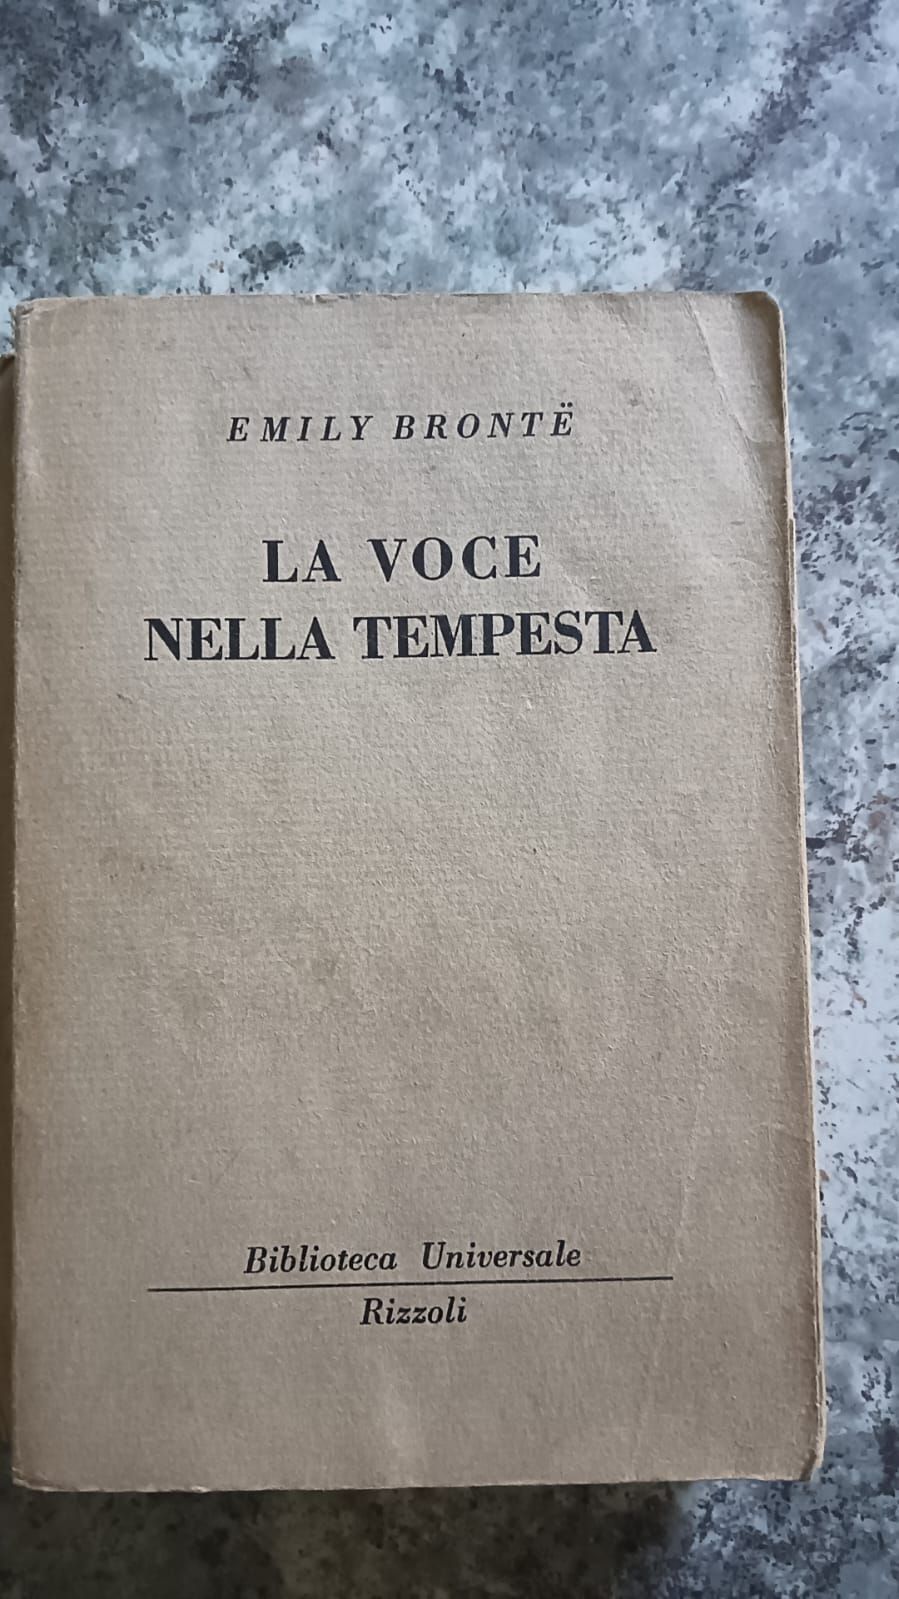 EMILY BRONTË
LA VOCE
NELLA TEMPESTA
Biblioteca Universale
Rizzoli